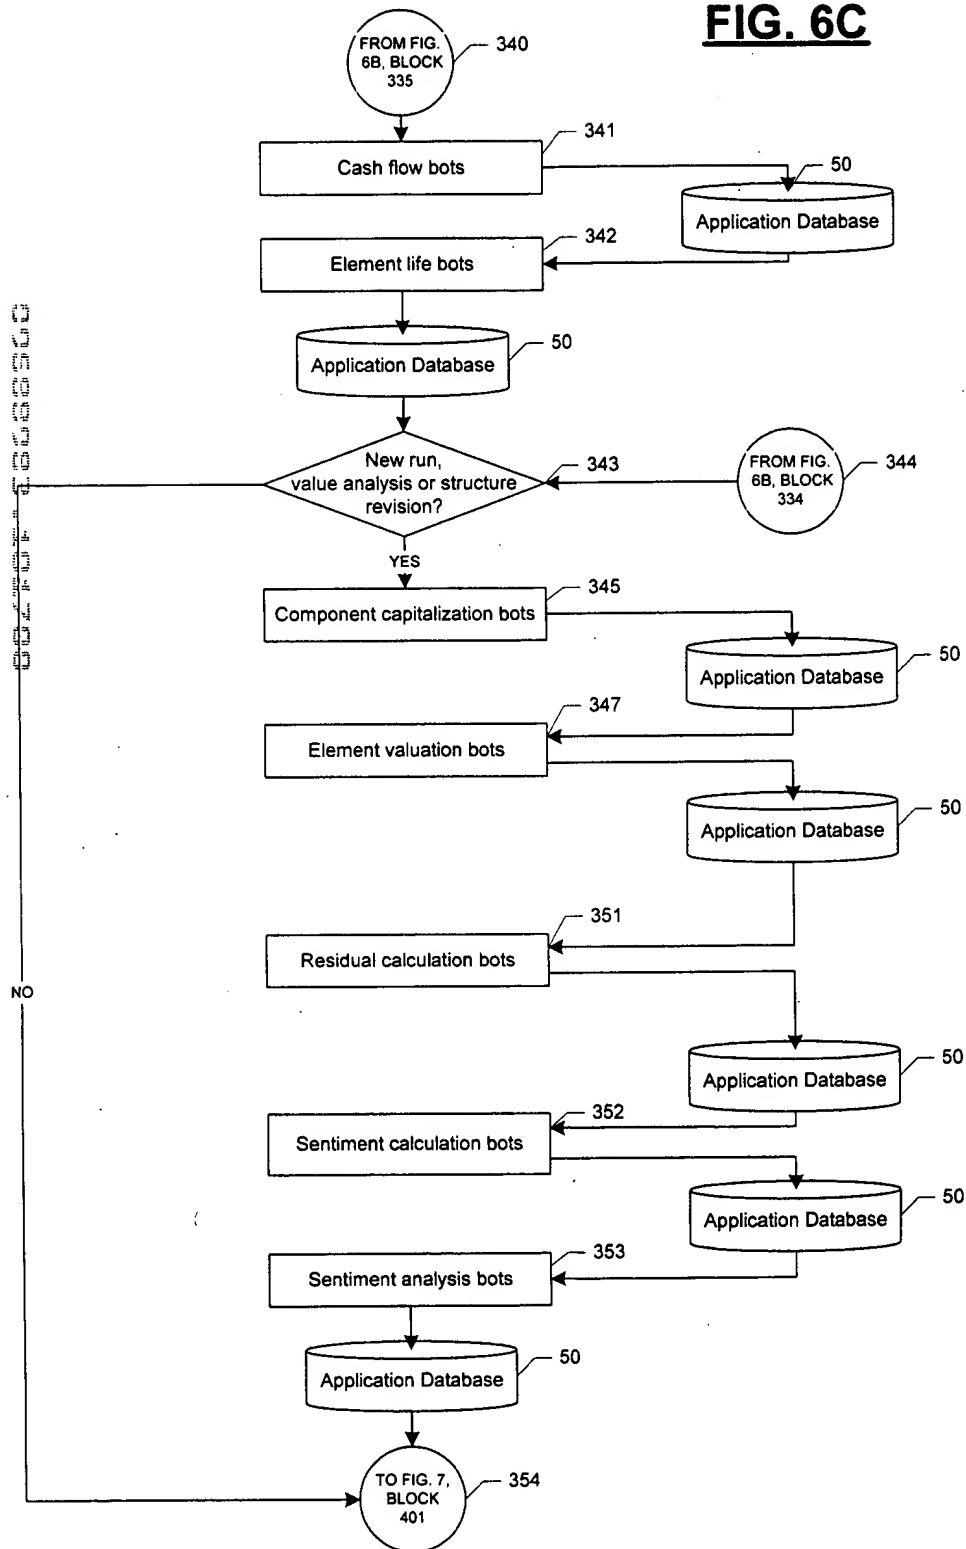 FIG. 6C
FROM FIG.
6B, BLOCK
335
340
341
Cash flow bots
50
Application Database
342
Element life bots
50
Application Database
New run,
value analysis or structure
revision?
343
FROM FIG.
6B, BLOCK
334
344
YES
345
Component capitalization bots
50
Application Database
347
Element valuation bots
50
Application Database
351
Residual calculation bots
NO
50
Application Database
352
Sentiment calculation bots
50
Application Database
353
Sentiment analysis bots
50
Application Database
TO FIG. 7,
BLOCK
401
354